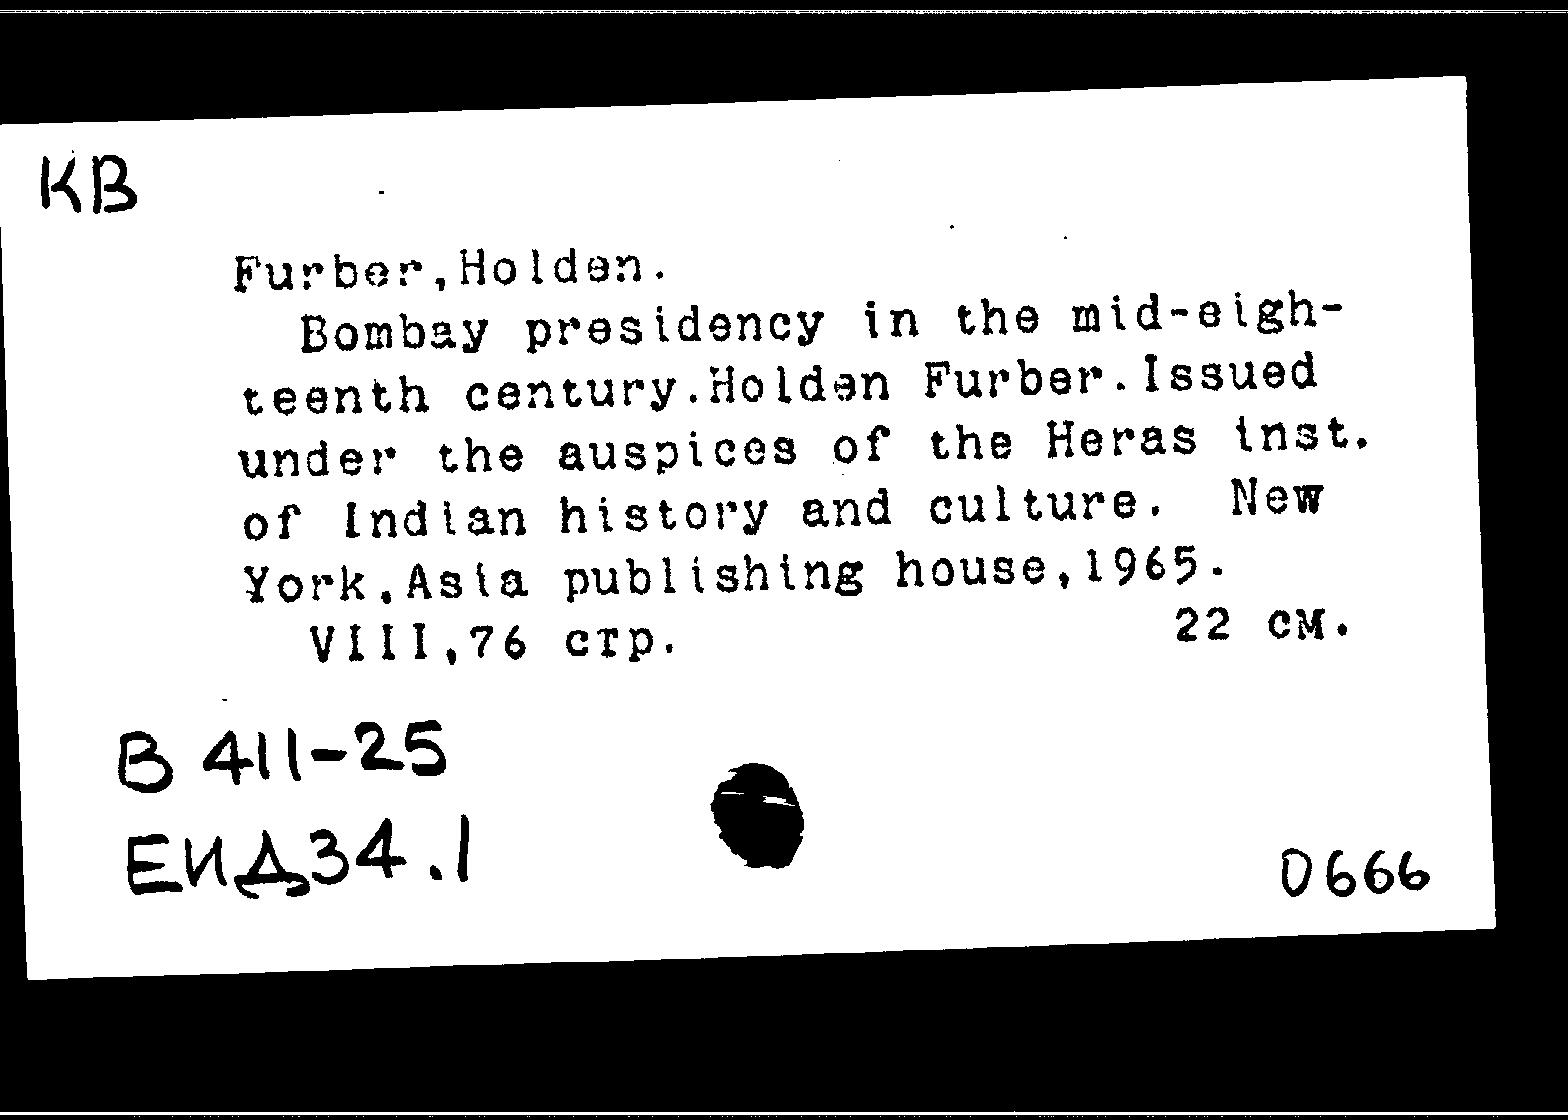 КВ
Furber,Holden.
Bombay presidency in the mid-eigh-
teenth century.Holden Furber.Issued
under the auspices of the Heras inst.
of Indian history and culture. New
York,Asia publishing house,1965.
VIII,76 стр. 22 см.
В 411-25
ЕИД34.1
0666